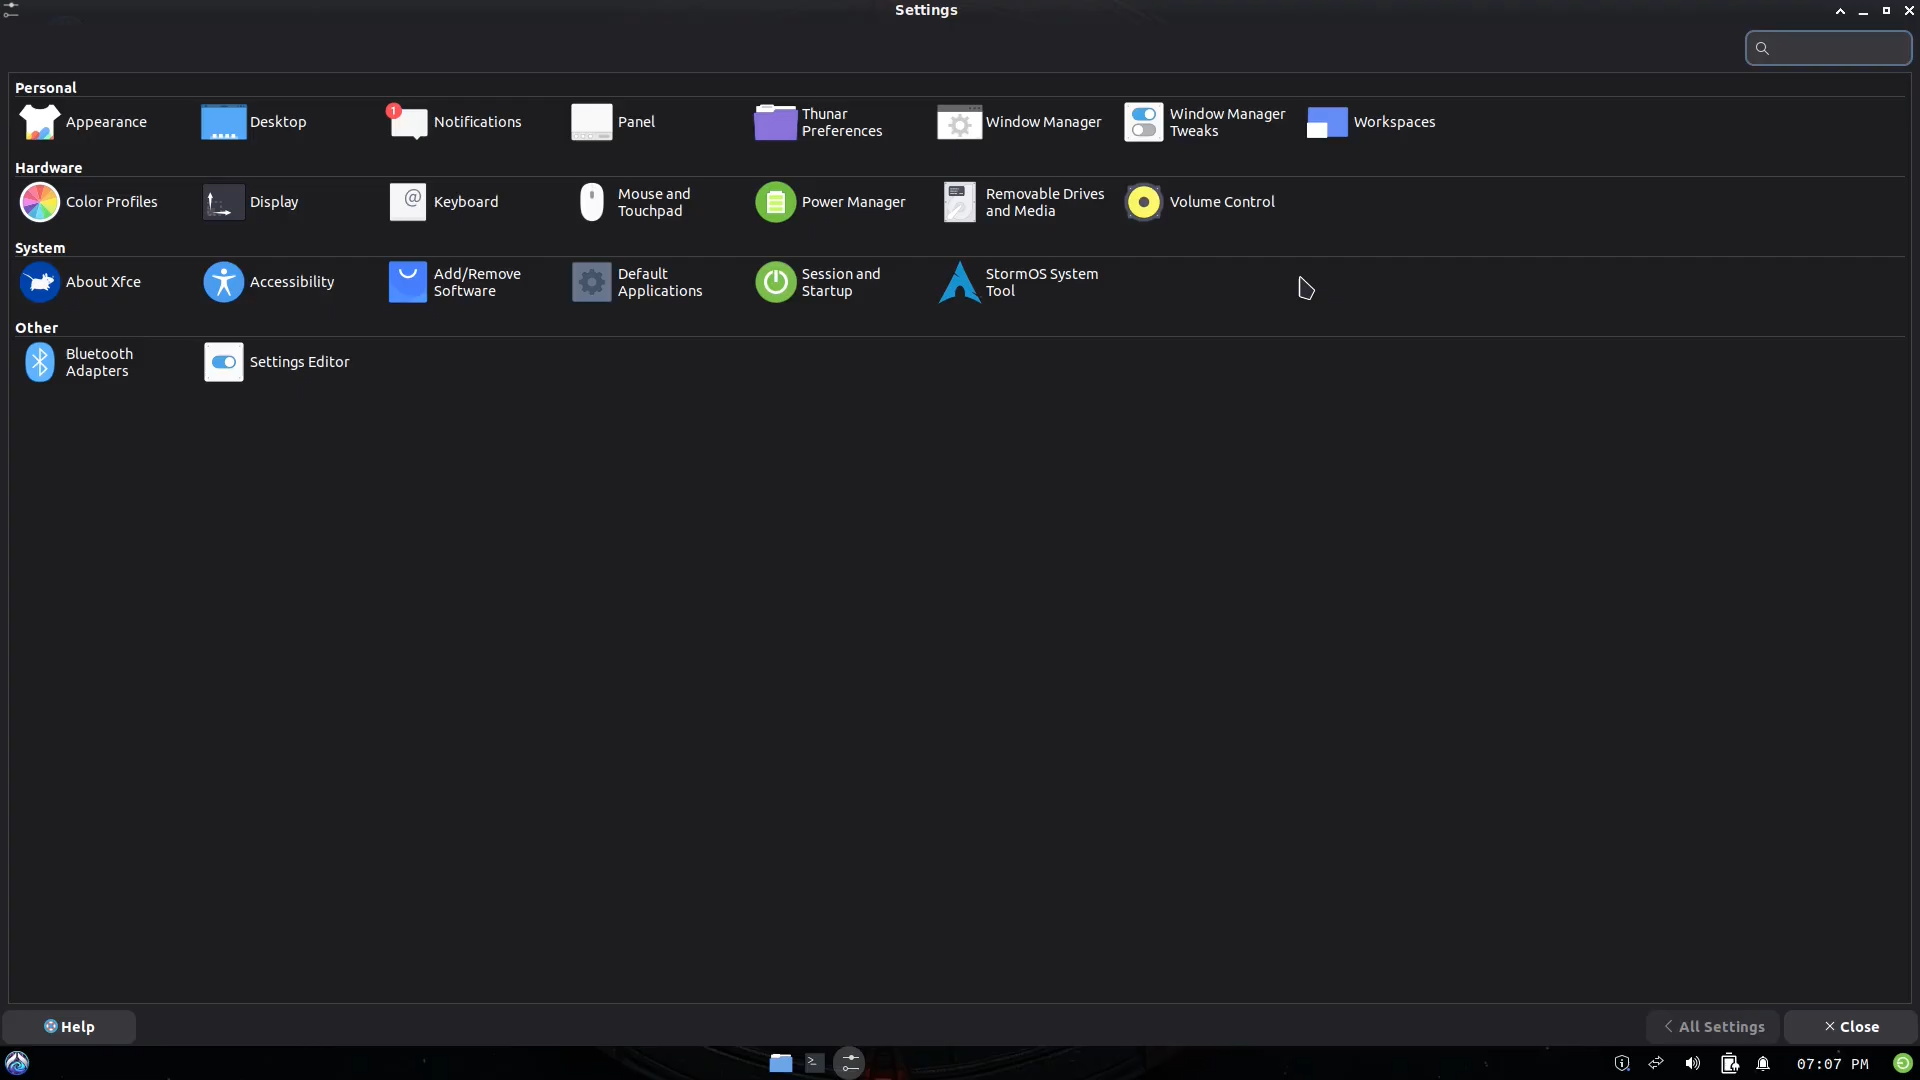 Settings
Personal
Appearance
Desktop
1
Notifications
Panel
Thunar
Preferences
Window Manager
Window Manager
Tweaks
Workspaces
Hardware
Color Profiles
Display
@
Keyboard
Mouse and
Touchpad
Power Manager
Removable Drives
and Media
Volume Control
System
About Xfce
Accessibility
Add/Remove
Software
Default
Applications
Session and
Startup
StormOS System
Tool
Other
Bluetooth
Adapters
Settings Editor
Help
All Settings
Close
07:07 PM